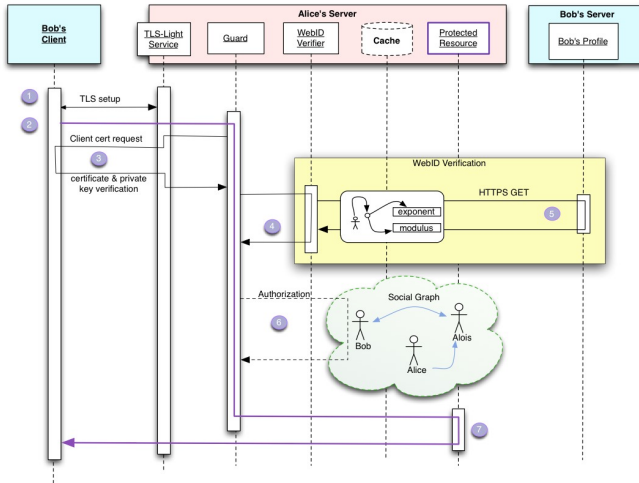 Bob's
Client
Alice's Server
TLS-Light
Service
Guard
WebID
Verifier
Cache
Protected
Resource
Bob's Server
Bob's Profile
1
TLS setup
2
Client cert request
3
certificate & private
key verification
WebID Verification
HTTPS GET
exponent
modulus
4
5
Authorization
6
Social Graph
Bob
Alois
Alice
7